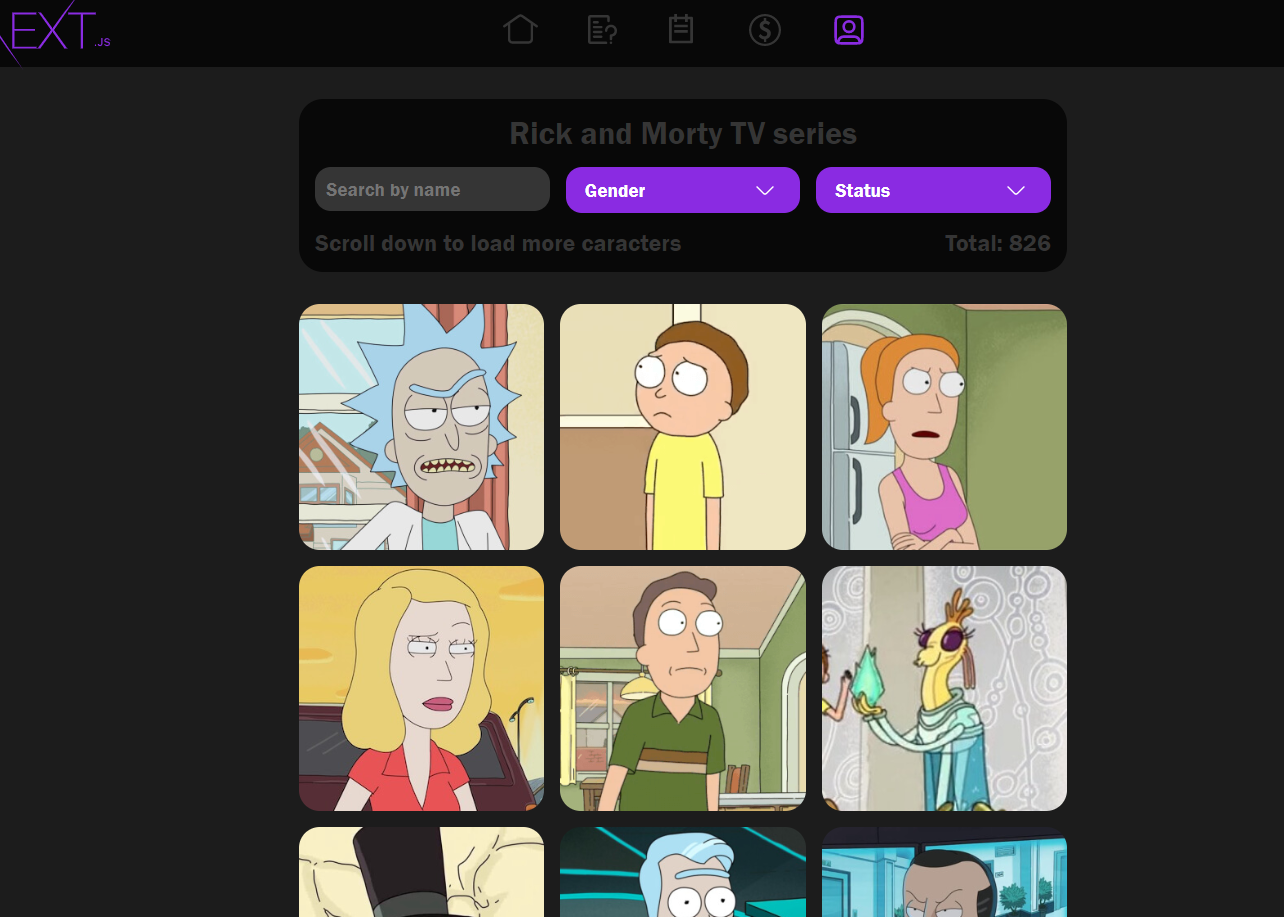 EXT.JS
Rick and Morty TV series
Search by name
Gender
Status
Scroll down to load more caracters
Total: 826